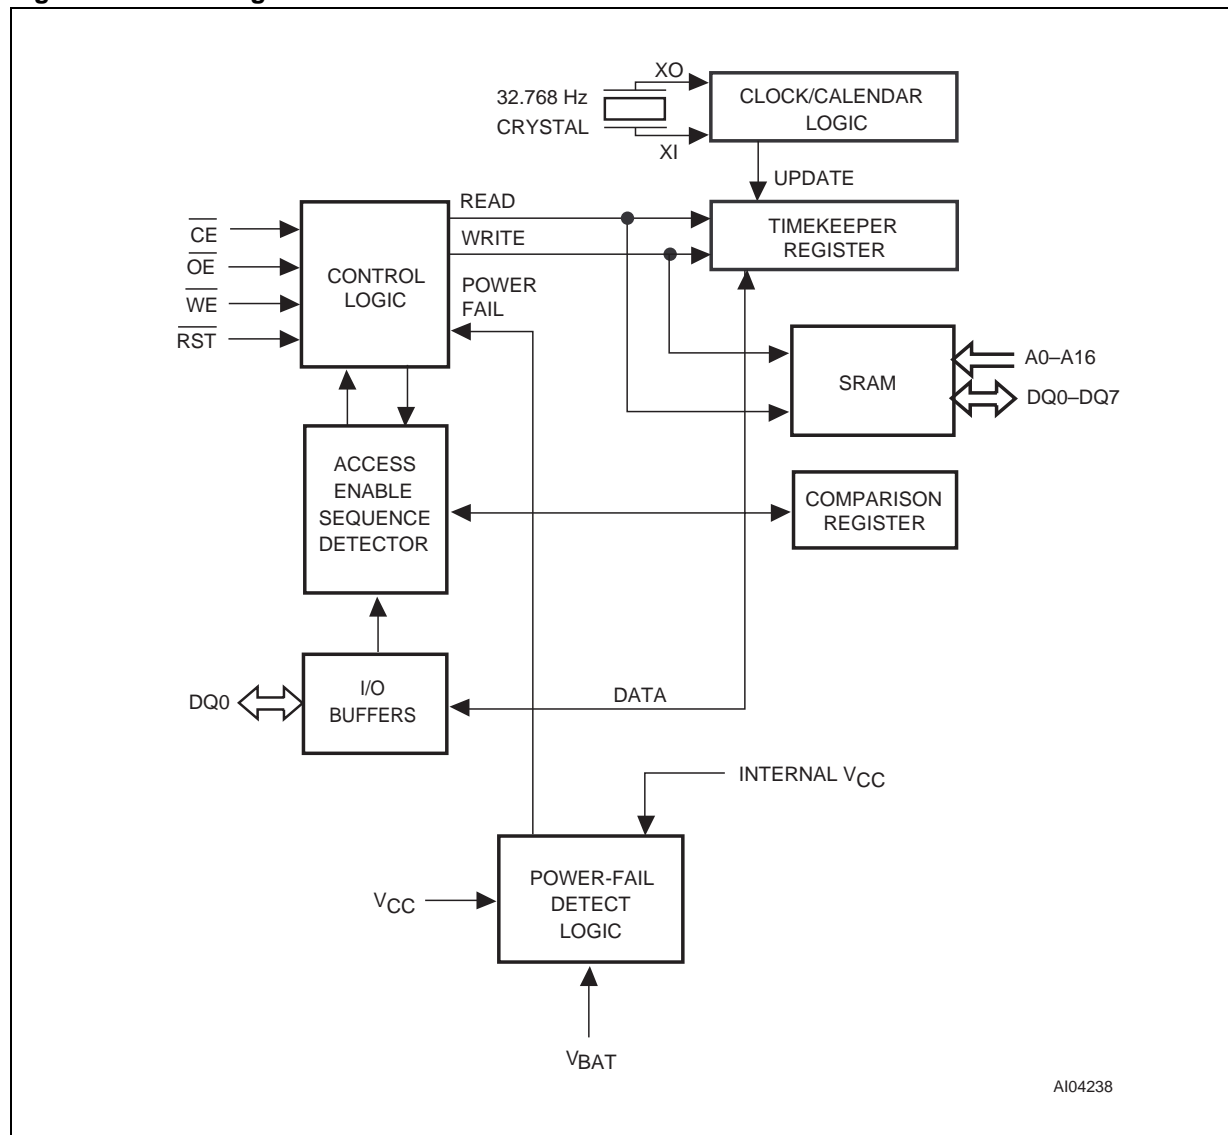 XO
32.768 Hz
CRYSTAL
XI
CLOCK/CALENDAR
LOGIC
UPDATE
READ
WRITE
POWER
FAIL
TIMEKEEPER
REGISTER
CE
OE
WE
RST
CONTROL
LOGIC
SRAM
A0–A16
DQ0–DQ7
ACCESS
ENABLE
SEQUENCE
DETECTOR
COMPARISON
REGISTER
DQ0
I/O
BUFFERS
DATA
INTERNAL VCC
VCC
POWER-FAIL
DETECT
LOGIC
VBAT
AI04238